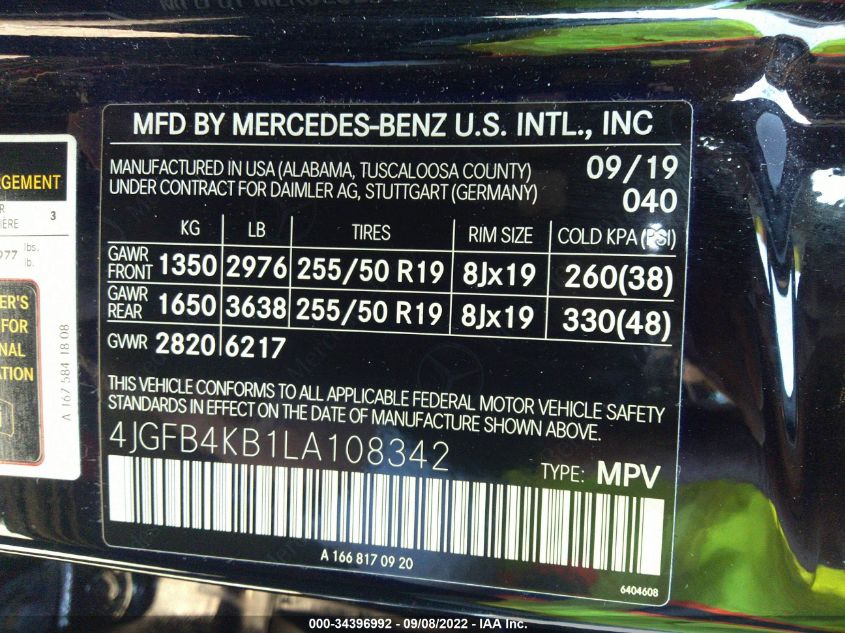 MFD BY MERCEDES-BENZ U.S. INTL., INC
MANUFACTURED IN USA (ALABAMA, TUSCALOOSA COUNTY) 09/19
UNDER CONTRACT FOR DAIMLER AG, STUTTGART (GERMANY) 040
KG LB TIRES RIM SIZE COLD KPA (PSI)
GAWR FRONT 1350 2976 255/50 R19 8Jx19 260(38)
GAWR REAR 1650 3638 255/50 R19 8Jx19 330(48)
GVWR 2820 6217
THIS VEHICLE CONFORMS TO ALL APPLICABLE FEDERAL MOTOR VEHICLE SAFETY
STANDARDS IN EFFECT ON THE DATE OF MANUFACTURE SHOWN ABOVE.
4JGFB4KB1LA108342
TYPE: MPV
A 166 817 09 20
6404608
3
lbs.
lb.
FOR
A 167 584 18 08
000-34396992 - 09/08/2022 - IAA Inc.